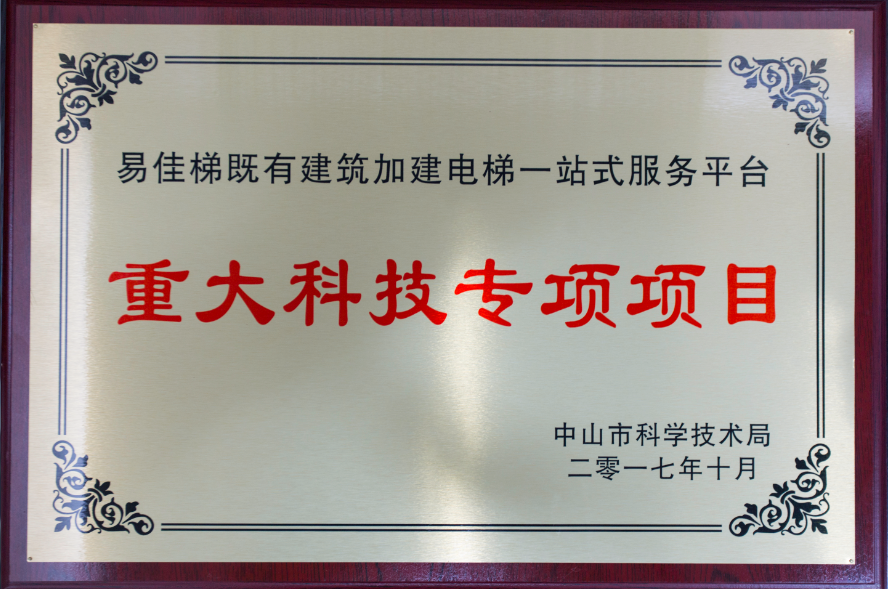 易佳梯既有建筑加建电梯一站式服务平台
重大科技专项项目
中山市科学技术局
二零一七年十月